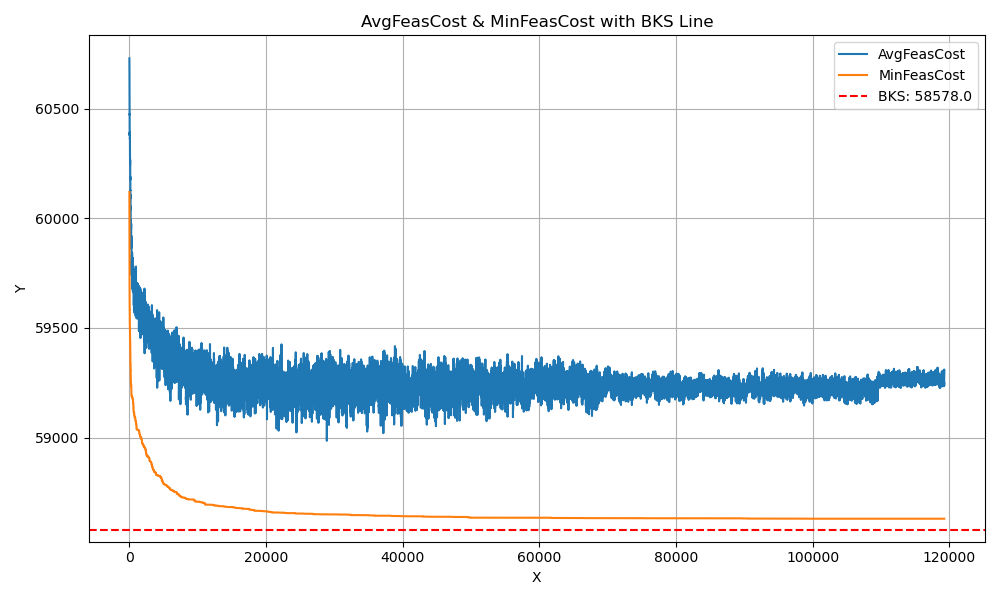 AvgFeasCost & MinFeasCost with BKS Line
AvgFeasCost
MinFeasCost
BKS: 58578.0
60500
60000
59500
59000
Y
0
20000
40000
60000
80000
100000
120000
X